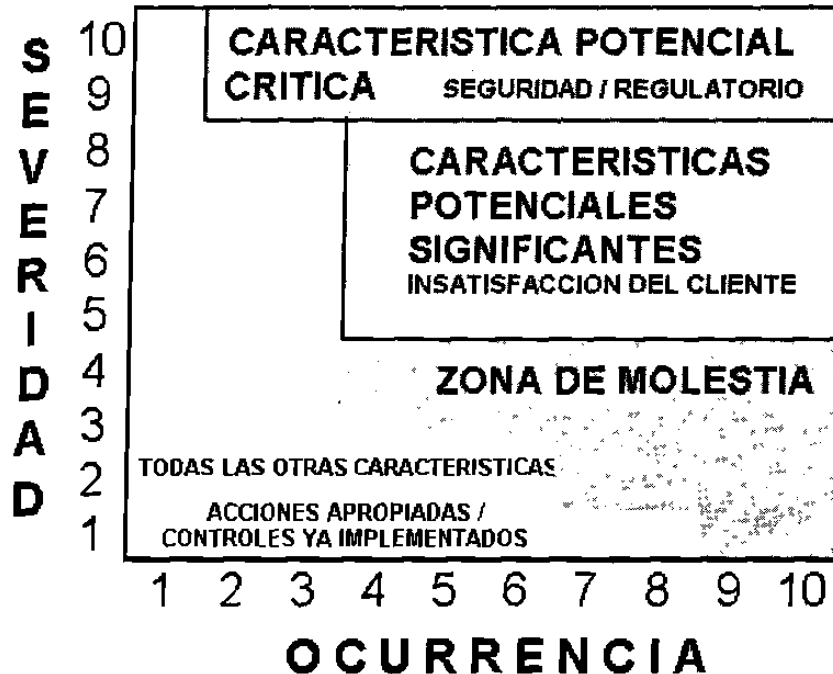 SEVERIDAD
10
9
8
7
6
5
4
3
2
1
CARACTERISTICA POTENCIAL
CRITICA SEGURIDAD / REGULATORIO
CARACTERISTICAS
POTENCIALES
SIGNIFICANTES
INSATISFACCION DEL CLIENTE
ZONA DE MOLESTIA
TODAS LAS OTRAS CARACTERISTICAS
ACCIONES APROPIADAS /
CONTROLES YA IMPLEMENTADOS
1 2 3 4 5 6 7 8 9 10
OCURRENCIA